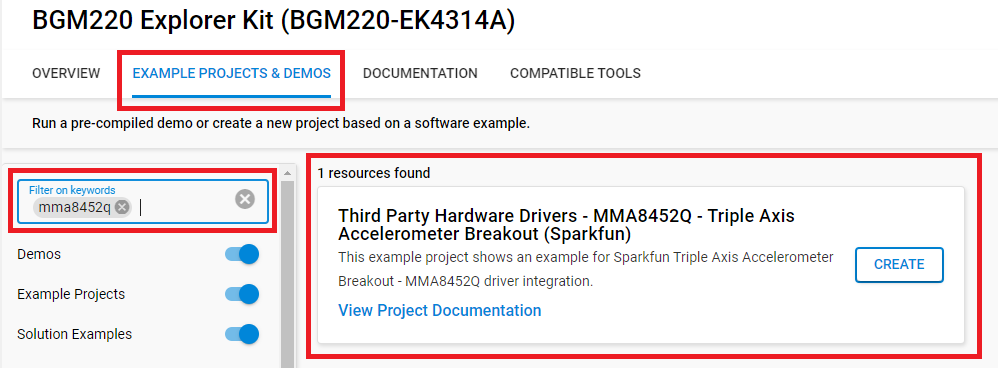 BGM220 Explorer Kit (BGM220-EK4314A)
OVERVIEW EXAMPLE PROJECTS & DEMOS DOCUMENTATION COMPATIBLE TOOLS
Run a pre-compiled demo or create a new project based on a software example.
Filter on keywords
mma8452q
Demos
Example Projects
Solution Examples
1 resources found
Third Party Hardware Drivers - MMA8452Q - Triple Axis
Accelerometer Breakout (Sparkfun)
This example project shows an example for Sparkfun Triple Axis Accelerometer
Breakout - MMA8452Q driver integration.
View Project Documentation
CREATE